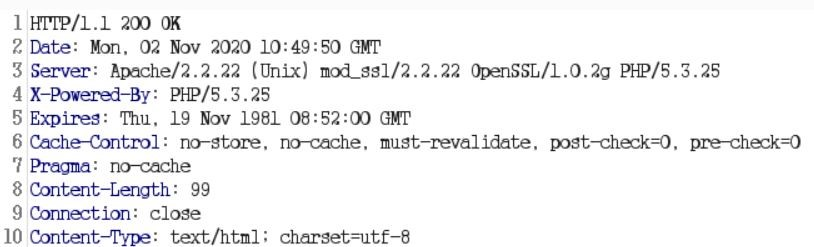 1 HTTP/1.1 200 OK
2 Date: Mon, 02 Nov 2020 10:49:50 GMT
3 Server: Apache/2.2.22 (Unix) mod_ssl/2.2.22 OpenSSL/1.0.2g PHP/5.3.25
4 X-Powered-By: PHP/5.3.25
5 Expires: Thu, 19 Nov 1981 08:52:00 GMT
6 Cache-Control: no-store, no-cache, must-revalidate, post-check=0, pre-check=0
7 Pragma: no-cache
8 Content-Length: 99
9 Connection: close
10 Content-Type: text/html; charset=utf-8